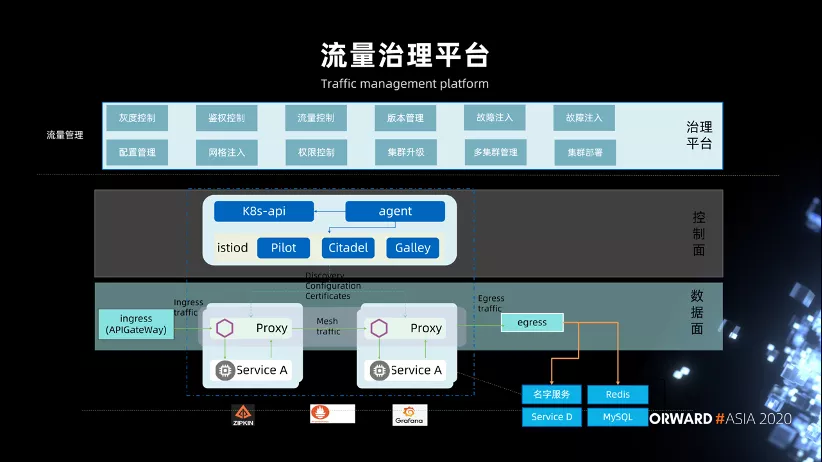 流量治理平台
Traffic management platform
流量管理
灰度控制
鉴权控制
流量控制
版本管理
故障注入
故障注入
治理
平台
配置管理
网格注入
权限控制
集群升级
多集群管理
集群部署
K8s-api
agent
控制面
istiod
Pilot
Citadel
Galley
Discovery
Configuration
Certificates
数据面
Ingress
traffic
Egress
traffic
ingress
(APIGateWay)
Proxy
Mesh
traffic
Proxy
egress
Service A
Service A
名字服务
Redis
Service D
MySQL
ORWARD #ASIA 2020
ZIPKIN
Grafana